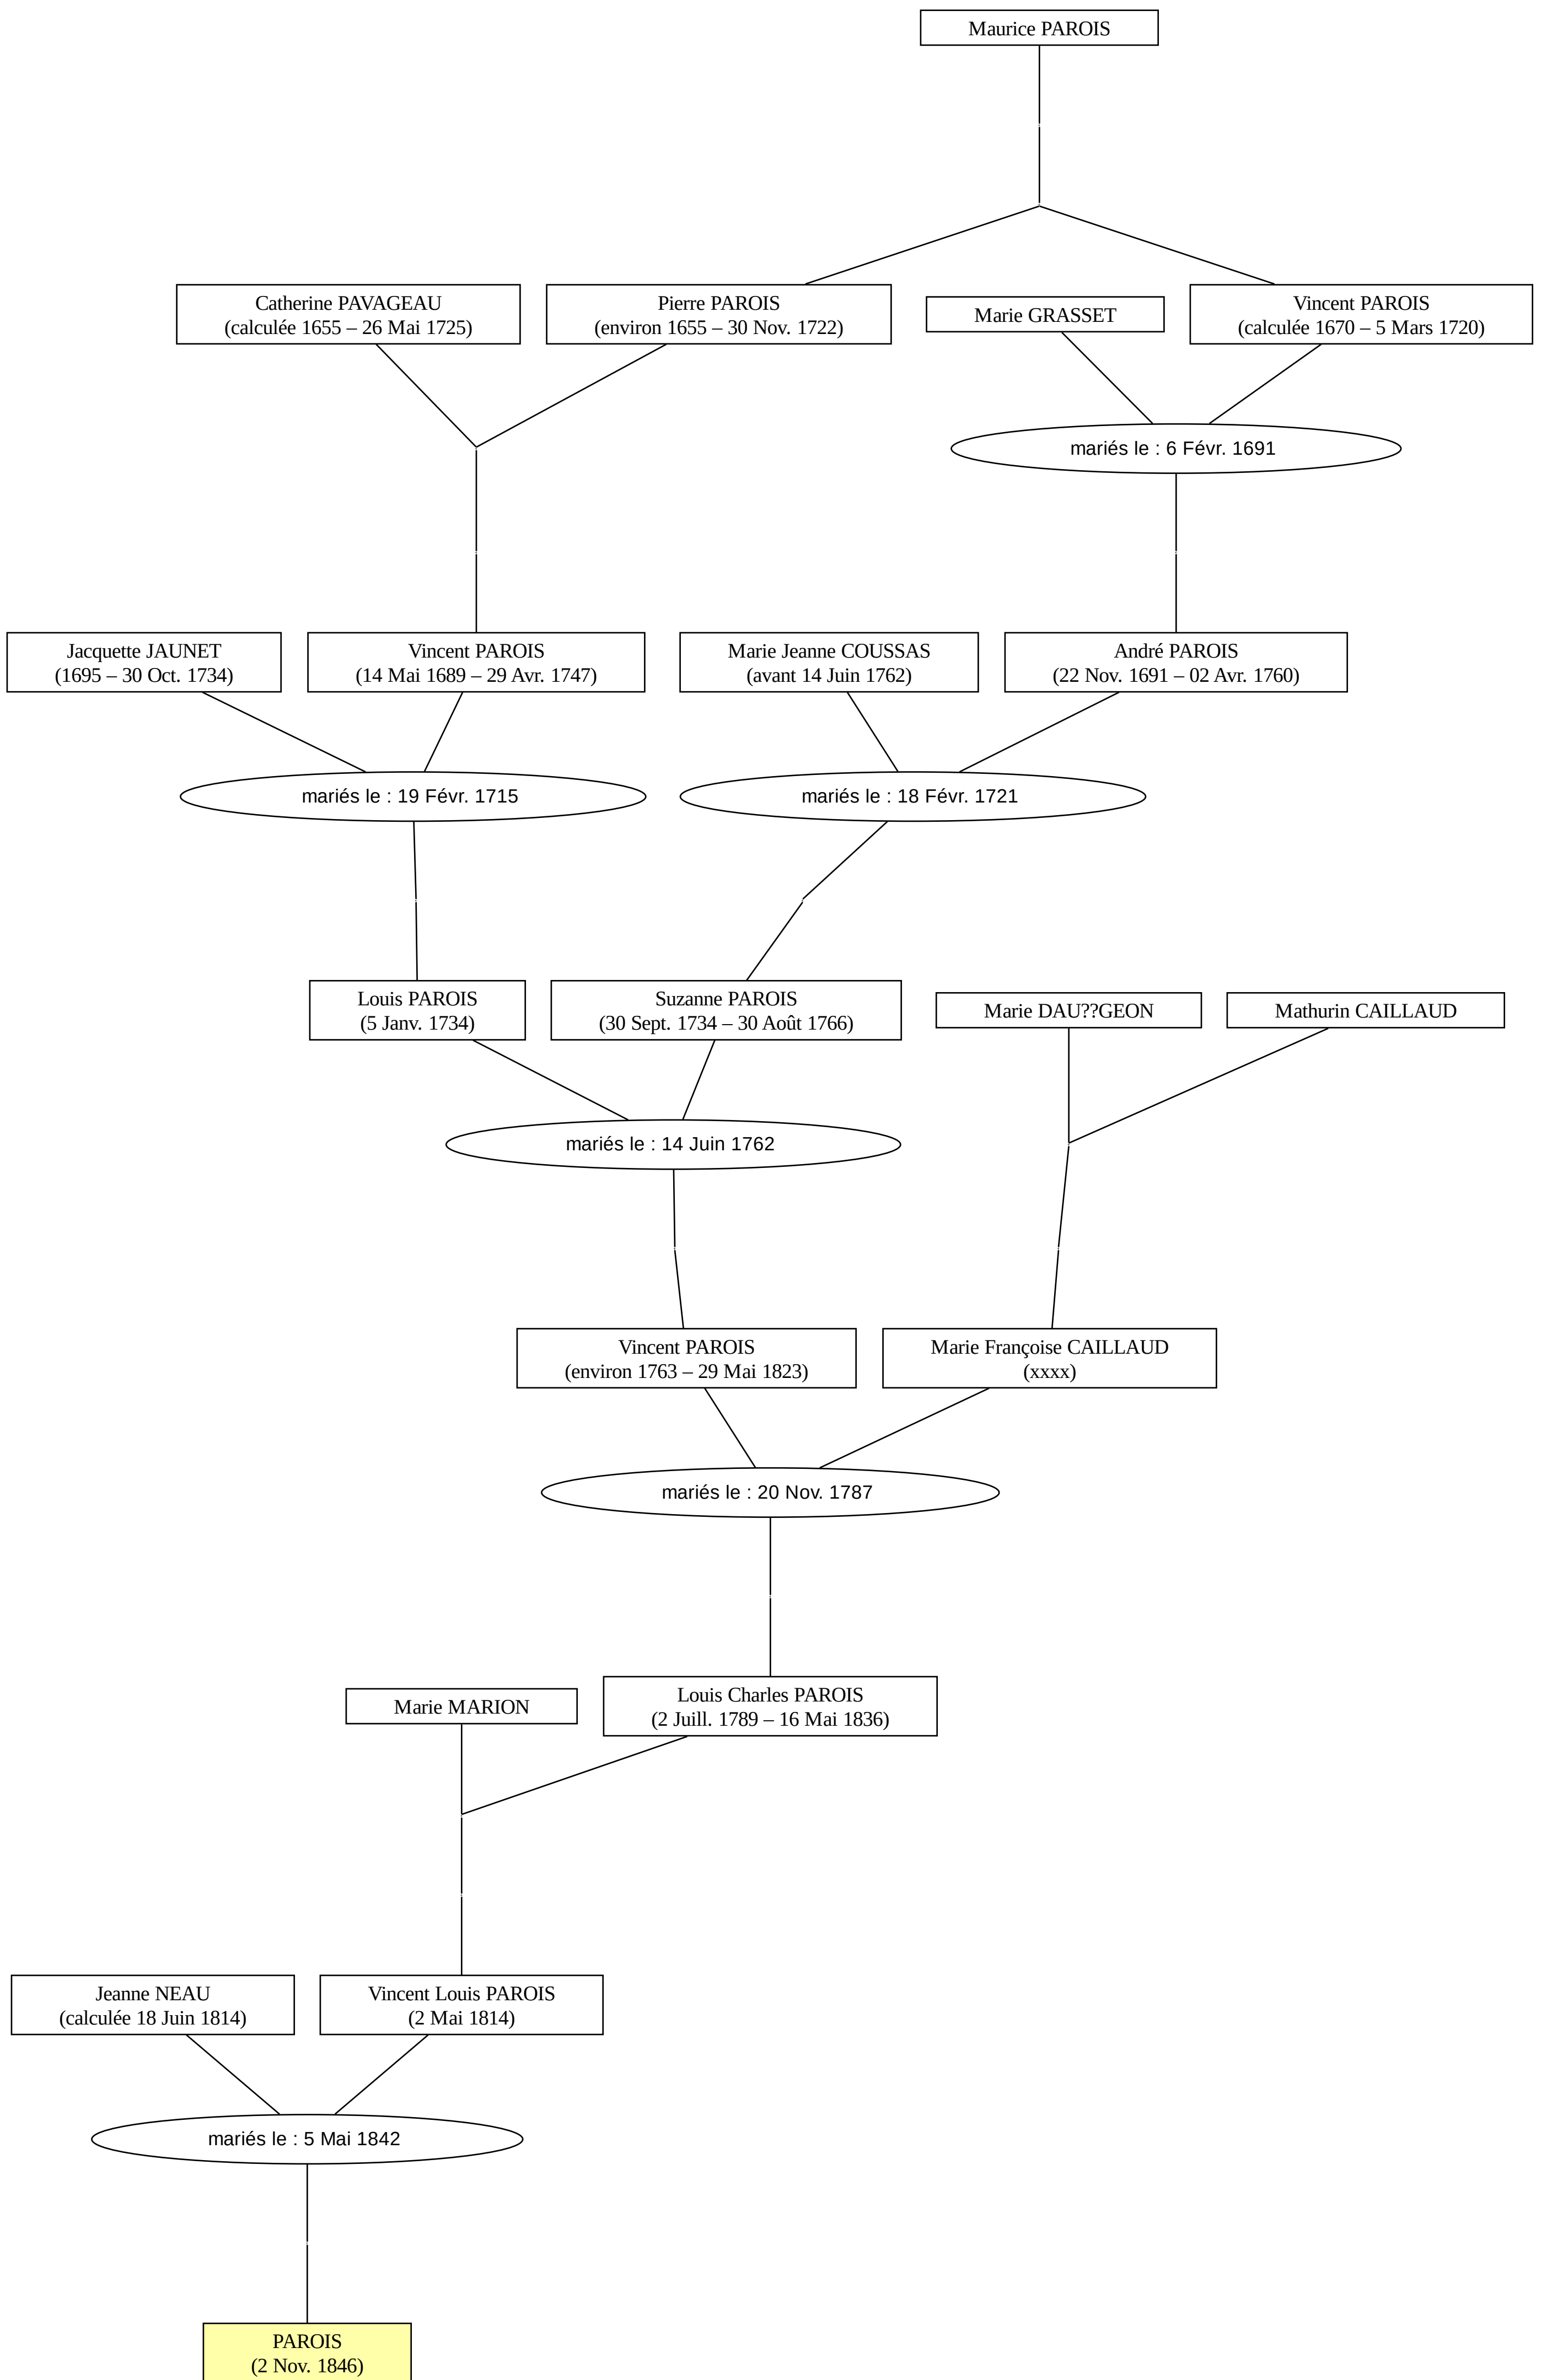 Maurice PAROIS
Catherine PAVAGEAU
(calculée 1655 – 26 Mai 1725)
Pierre PAROIS
(environ 1655 – 30 Nov. 1722)
Marie GRASSET
Vincent PAROIS
(calculée 1670 – 5 Mars 1720)
mariés le : 6 Févr. 1691
Jacquette JAUNET
(1695 – 30 Oct. 1734)
Vincent PAROIS
(14 Mai 1689 – 29 Avr. 1747)
Marie Jeanne COUSSAS
(avant 14 Juin 1762)
André PAROIS
(22 Nov. 1691 – 02 Avr. 1760)
mariés le : 19 Févr. 1715
mariés le : 18 Févr. 1721
Louis PAROIS
(5 Janv. 1734)
Suzanne PAROIS
(30 Sept. 1734 – 30 Août 1766)
Marie DAU??GEON
Mathurin CAILLAUD
mariés le : 14 Juin 1762
Vincent PAROIS
(environ 1763 – 29 Mai 1823)
Marie Françoise CAILLAUD
(xxxx)
mariés le : 20 Nov. 1787
Marie MARION
Louis Charles PAROIS
(2 Juill. 1789 – 16 Mai 1836)
Jeanne NEAU
(calculée 18 Juin 1814)
Vincent Louis PAROIS
(2 Mai 1814)
mariés le : 5 Mai 1842
PAROIS
(2 Nov. 1846)